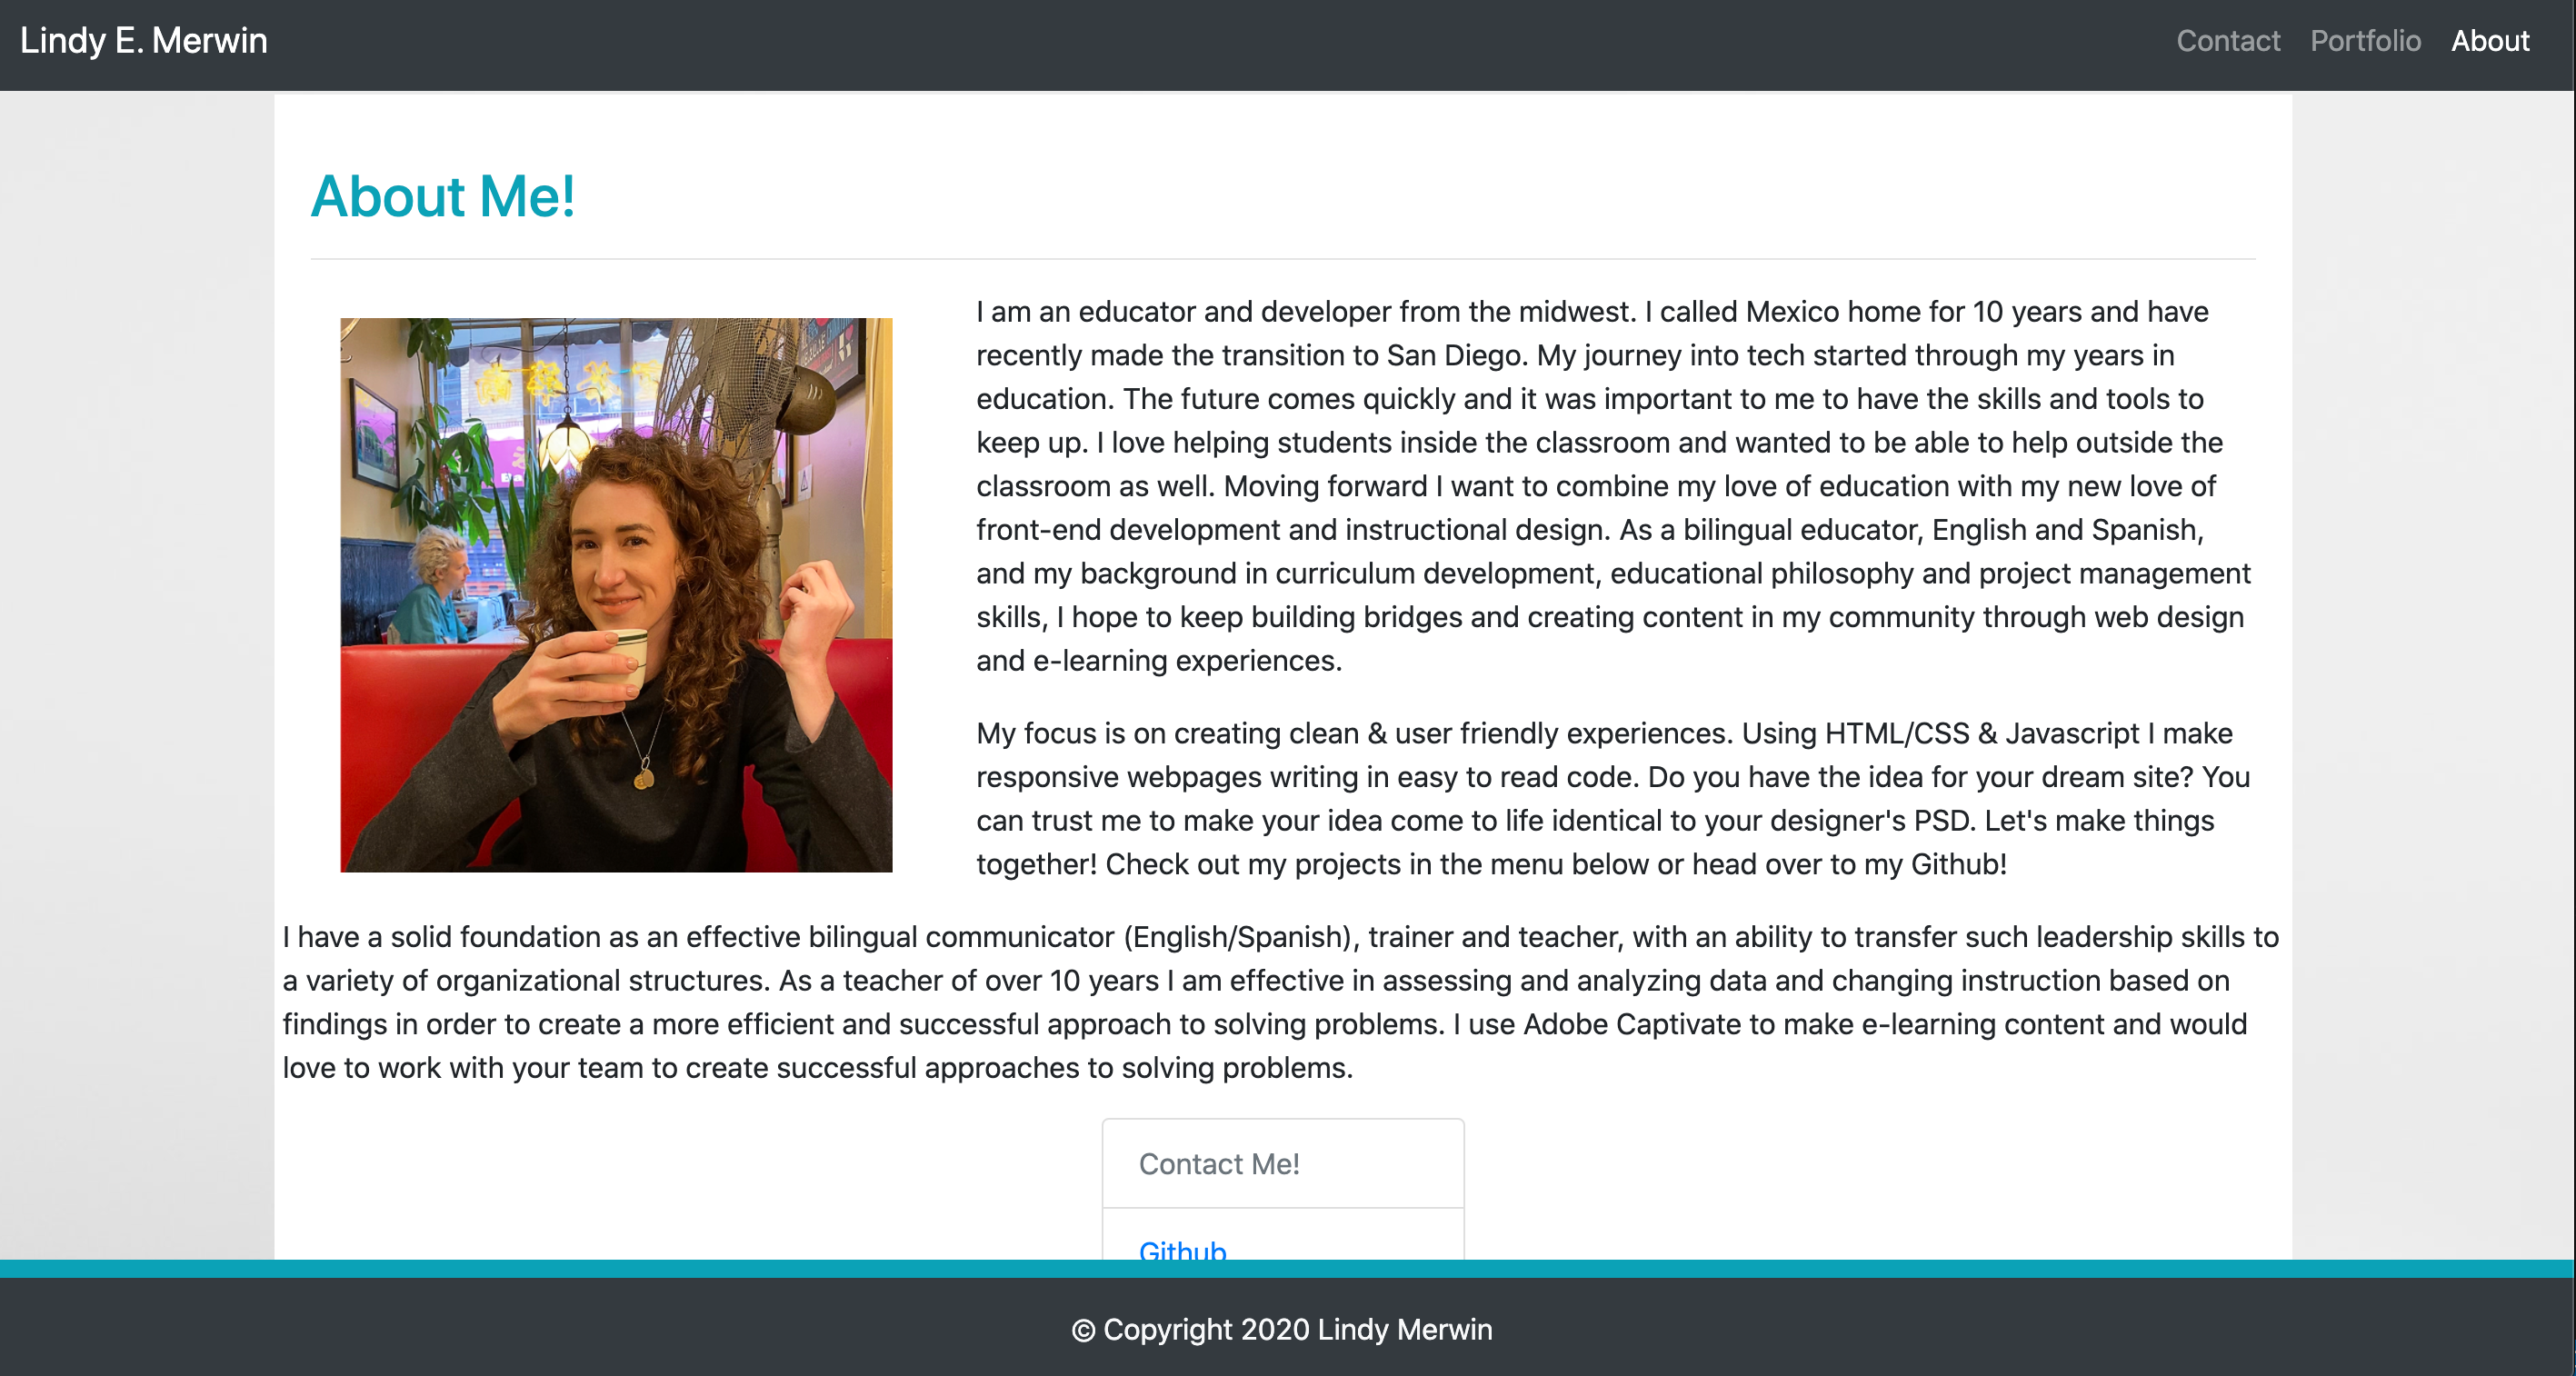 Lindy E. Merwin
Contact Portfolio About
About Me!
I am an educator and developer from the midwest. I called Mexico home for 10 years and have
recently made the transition to San Diego. My journey into tech started through my years in
education. The future comes quickly and it was important to me to have the skills and tools to
keep up. I love helping students inside the classroom and wanted to be able to help outside the
classroom as well. Moving forward I want to combine my love of education with my new love of
front-end development and instructional design. As a bilingual educator, English and Spanish,
and my background in curriculum development, educational philosophy and project management
skills, I hope to keep building bridges and creating content in my community through web design
and e-learning experiences.
My focus is on creating clean & user friendly experiences. Using HTML/CSS & Javascript I make
responsive webpages writing in easy to read code. Do you have the idea for your dream site? You
can trust me to make your idea come to life identical to your designer's PSD. Let's make things
together! Check out my projects in the menu below or head over to my Github!
I have a solid foundation as an effective bilingual communicator (English/Spanish), trainer and teacher, with an ability to transfer such leadership skills to
a variety of organizational structures. As a teacher of over 10 years I am effective in assessing and analyzing data and changing instruction based on
findings in order to create a more efficient and successful approach to solving problems. I use Adobe Captivate to make e-learning content and would
love to work with your team to create successful approaches to solving problems.
Contact Me!
Github
© Copyright 2020 Lindy Merwin